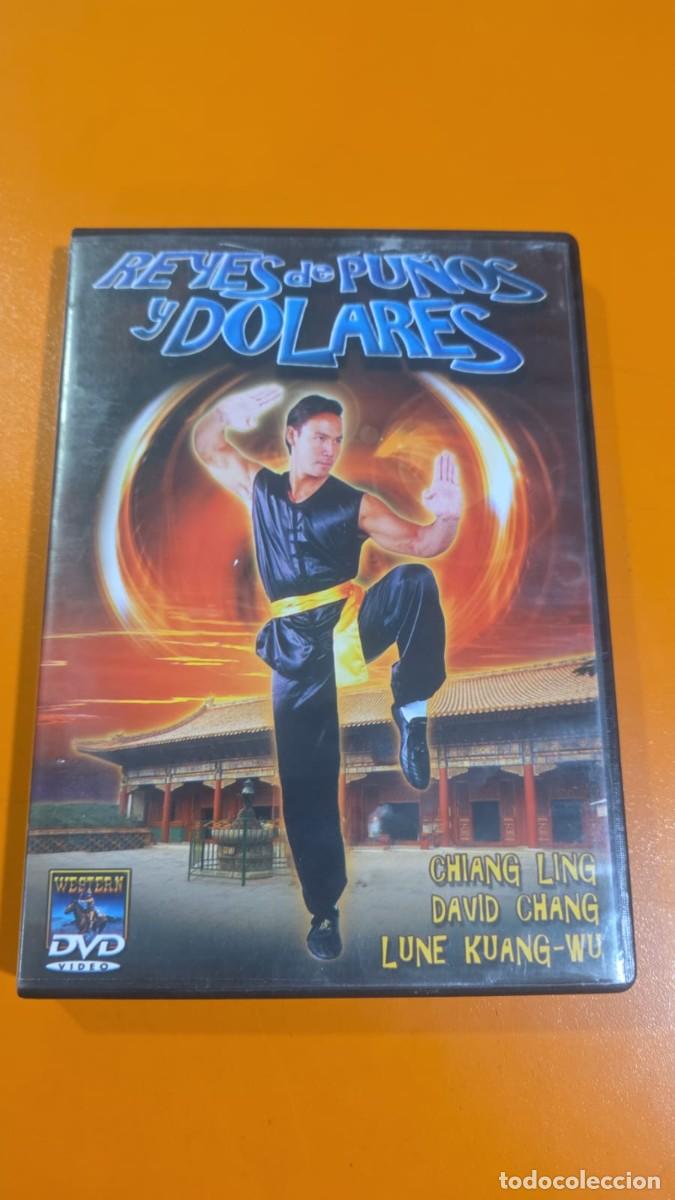 REYES de PUÑOS
y DOLARES
CHIANG LING
DAVID CHANG
LUNE KUANG-WU
WESTERN
DVD
VIDEO
todocoleccion